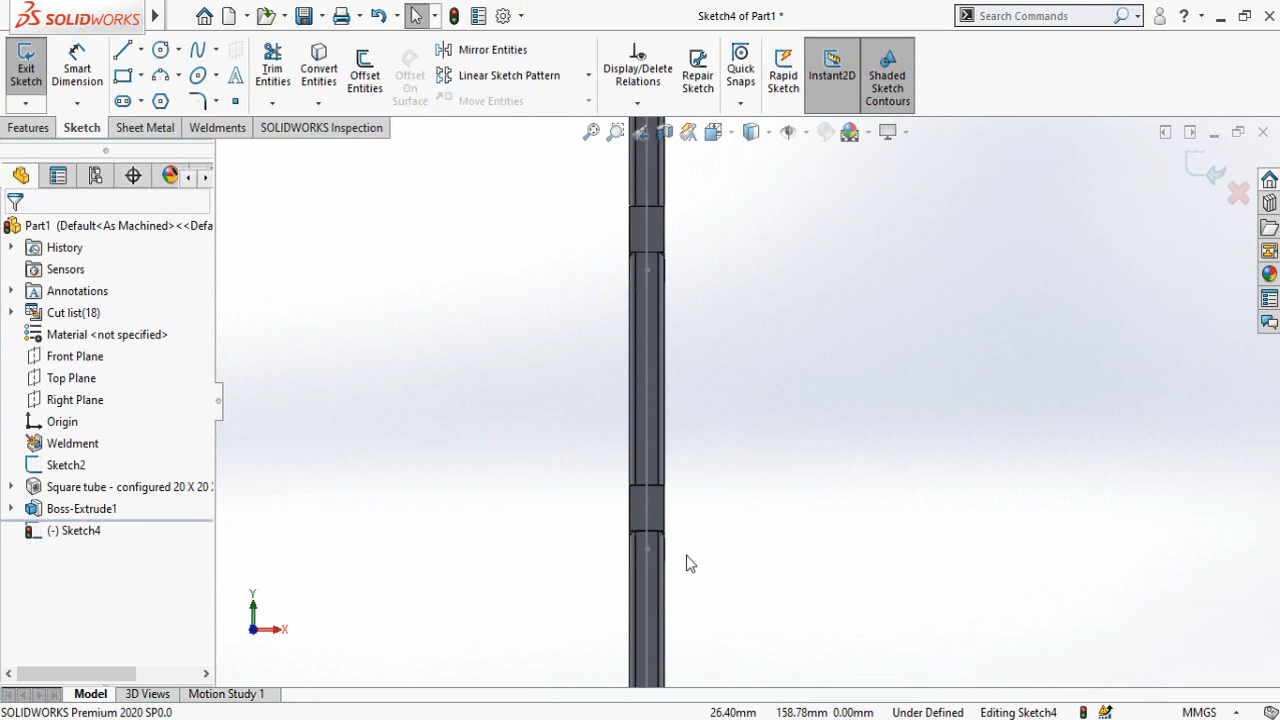 SOLIDWORKS
Sketch4 of Part1 *
Search Commands
?
Exit Sketch
Smart Dimension
Trim Entities
Convert Entities
Offset Entities
Offset On Surface
Mirror Entities
Linear Sketch Pattern
Move Entities
Display/Delete Relations
Repair Sketch
Quick Snaps
Rapid Sketch
Instant2D
Shaded Sketch Contours
Features
Sketch
Sheet Metal
Weldments
SOLIDWORKS Inspection
Part1 (Default<As Machined><<Defa
History
Sensors
Annotations
Cut list(18)
Material <not specified>
Front Plane
Top Plane
Right Plane
Origin
Weldment
Sketch2
Square tube - configured 20 X 20
Boss-Extrude1
(-) Sketch4
Y
X
Model
3D Views
Motion Study 1
SOLIDWORKS Premium 2020 SP0.0
26.40mm
158.78mm 0.00mm
Under Defined
Editing Sketch4
MMGS